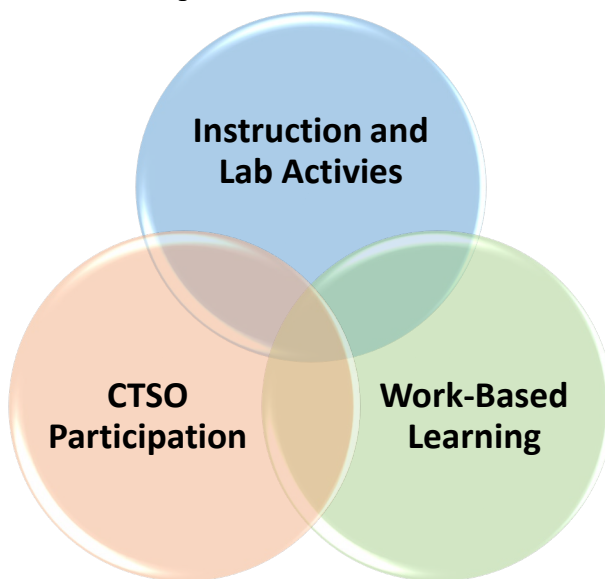 Instruction and
Lab Activies
CTSO
Participation
Work-Based
Learning